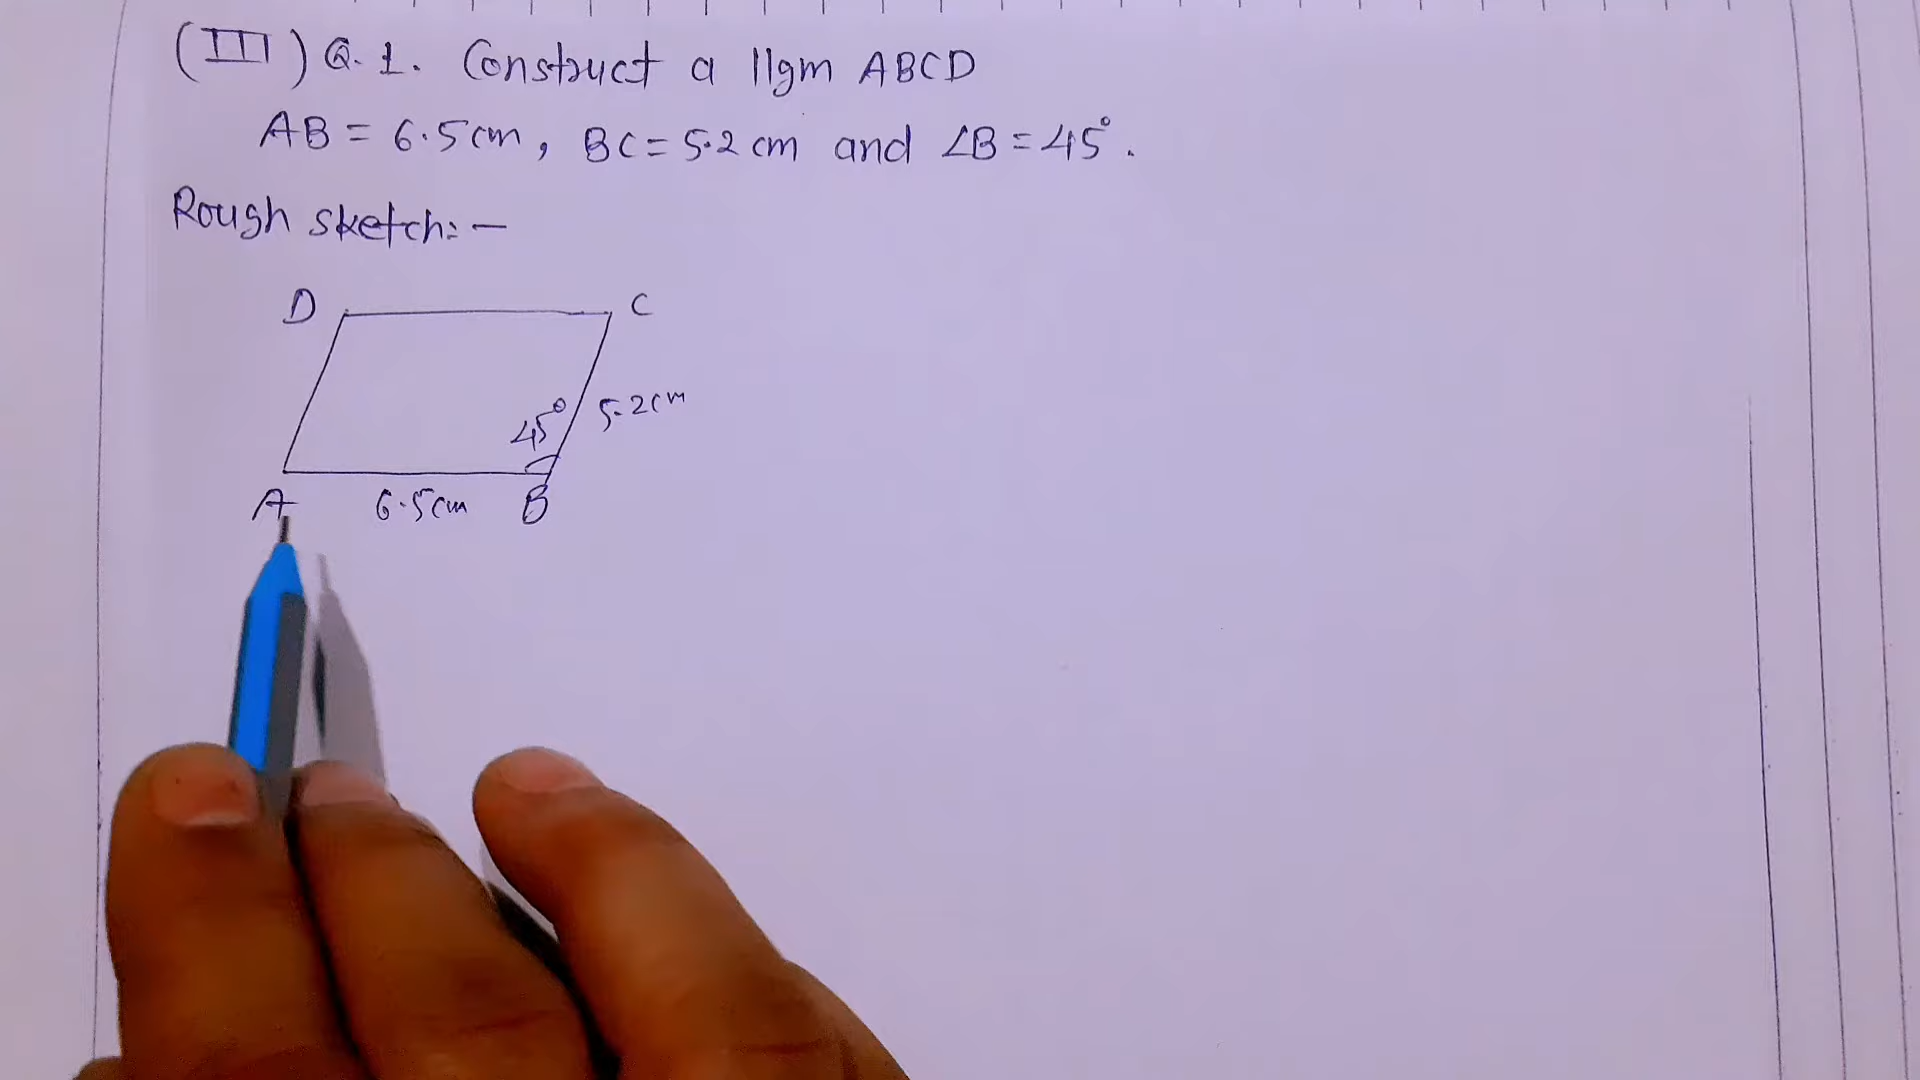 (III) Q.1. Construct a ||gm ABCD
AB = 6.5cm, BC = 5.2 cm and ∠B = 45°.
Rough sketch:-
D C
45° 5.2cm
A 6.5cm B